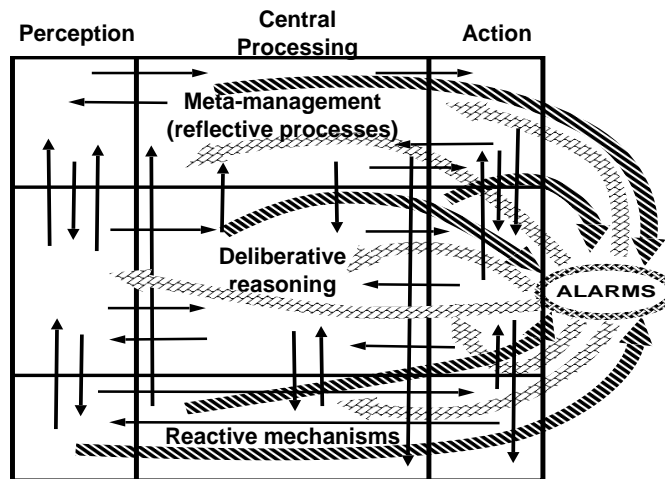 Perception
Central
Processing
Action
Meta-management
(reflective processes)
Deliberative
reasoning
ALARMS
Reactive mechanisms